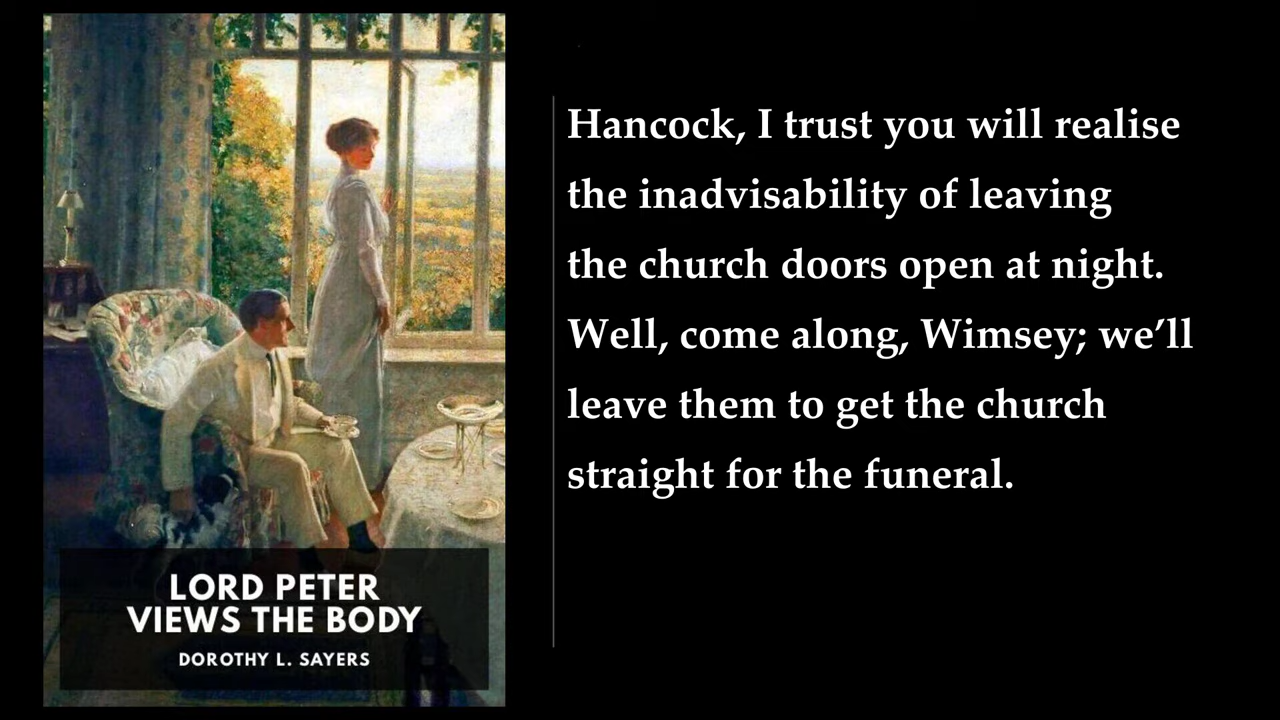 Hancock, I trust you will realise
the inadvisability of leaving
the church doors open at night.
Well, come along, Wimsey; we’ll
leave them to get the church
straight for the funeral.
LORD PETER
VIEWS THE BODY
DOROTHY L. SAYERS